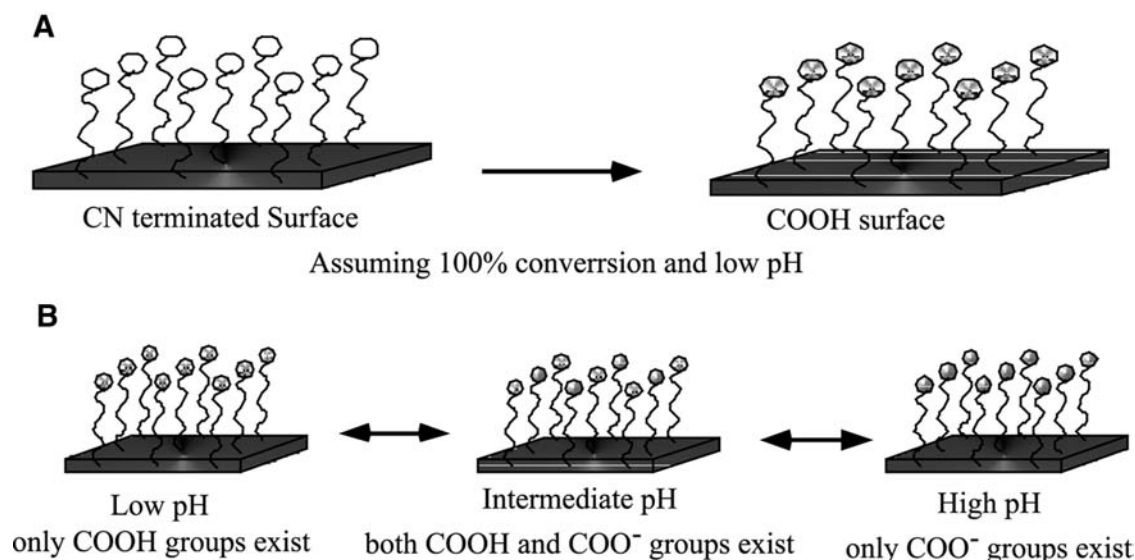 A
CN terminated Surface
COOH surface
Assuming 100% converrsion and low pH
B
Low pH
only COOH groups exist
Intermediate pH
both COOH and COO⁻ groups exist
High pH
only COO⁻ groups exist